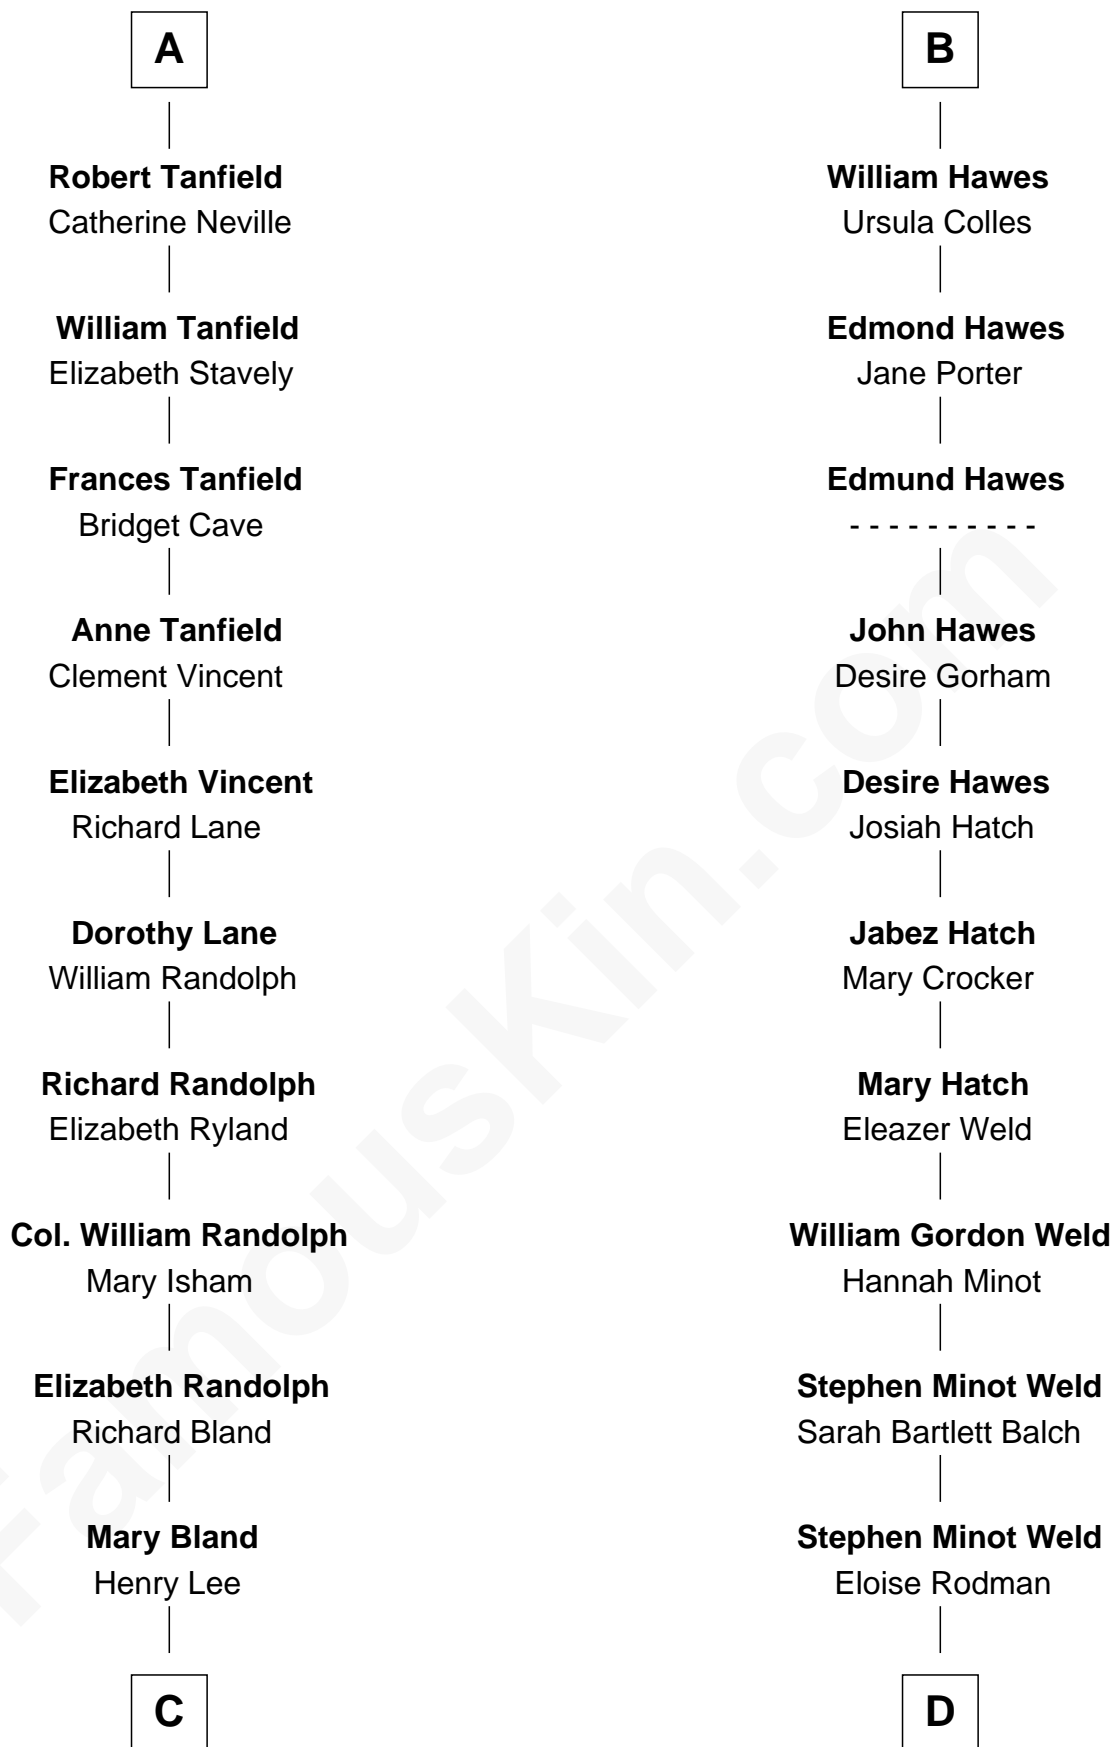 A
Robert Tanfield
Catherine Neville
William Tanfield
Elizabeth Stavely
Frances Tanfield
Bridget Cave
Anne Tanfield
Clement Vincent
Elizabeth Vincent
Richard Lane
Dorothy Lane
William Randolph
Richard Randolph
Elizabeth Ryland
Col. William Randolph
Mary Isham
Elizabeth Randolph
Richard Bland
Mary Bland
Henry Lee
C
B
William Hawes
Ursula Colles
Edmond Hawes
Jane Porter
Edmund Hawes
- - - - - - - - - -
John Hawes
Desire Gorham
Desire Hawes
Josiah Hatch
Jabez Hatch
Mary Crocker
Mary Hatch
Eleazer Weld
William Gordon Weld
Hannah Minot
Stephen Minot Weld
Sarah Bartlett Balch
Stephen Minot Weld
Eloise Rodman
D
FamousKin.com